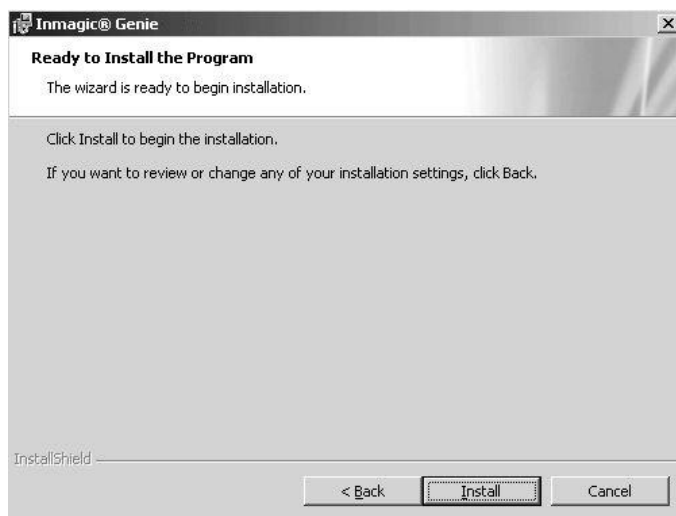 Inmagic® Genie
Ready to Install the Program
The wizard is ready to begin installation.
Click Install to begin the installation.
If you want to review or change any of your installation settings, click Back.
InstallShield
< Back Install Cancel